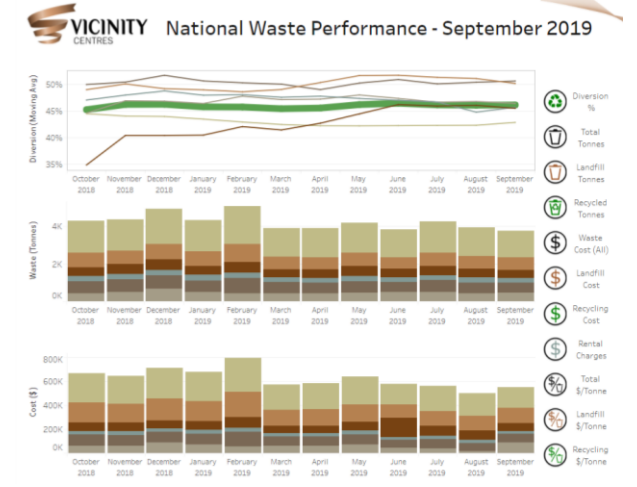 VICINITY
CENTRES
National Waste Performance - September 2019
Diversion (Moving Avg)
50%
45%
40%
35%
October November December January February March April May June July August September
2018 2018 2018 2019 2019 2019 2019 2019 2019 2019 2019 2019
Waste (Tonnes)
4K
2K
0K
October November December January February March April May June July August September
2018 2018 2018 2019 2019 2019 2019 2019 2019 2019 2019 2019
Cost ($)
800K
600K
400K
200K
0K
October November December January February March April May June July August September
2018 2018 2018 2019 2019 2019 2019 2019 2019 2019 2019 2019
Diversion
%
Total
Tonnes
Landfill
Tonnes
Recycled
Tonnes
$ Waste
Cost (All)
$ Landfill
Cost
$ Recycling
Cost
$ Rental
Charges
$/ Total
$/Tonne
$/ Landfill
$/Tonne
$/ Recycling
$/Tonne